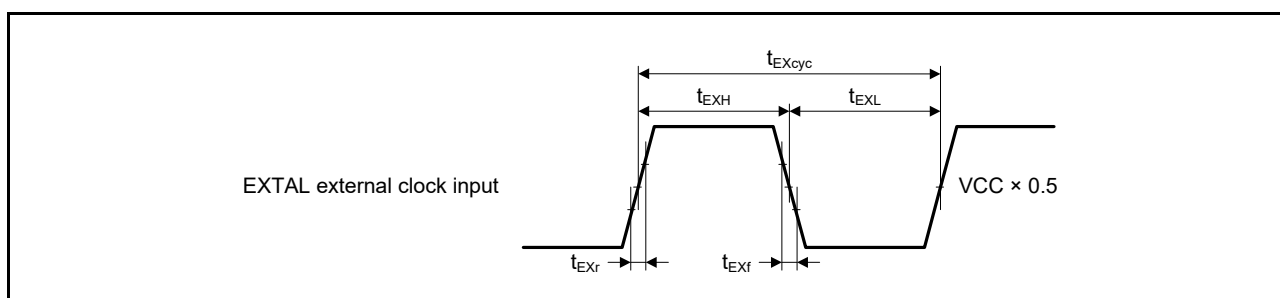 tEXcyc
tEXH
tEXL
EXTAL external clock input
VCC × 0.5
tEXr
tEXf